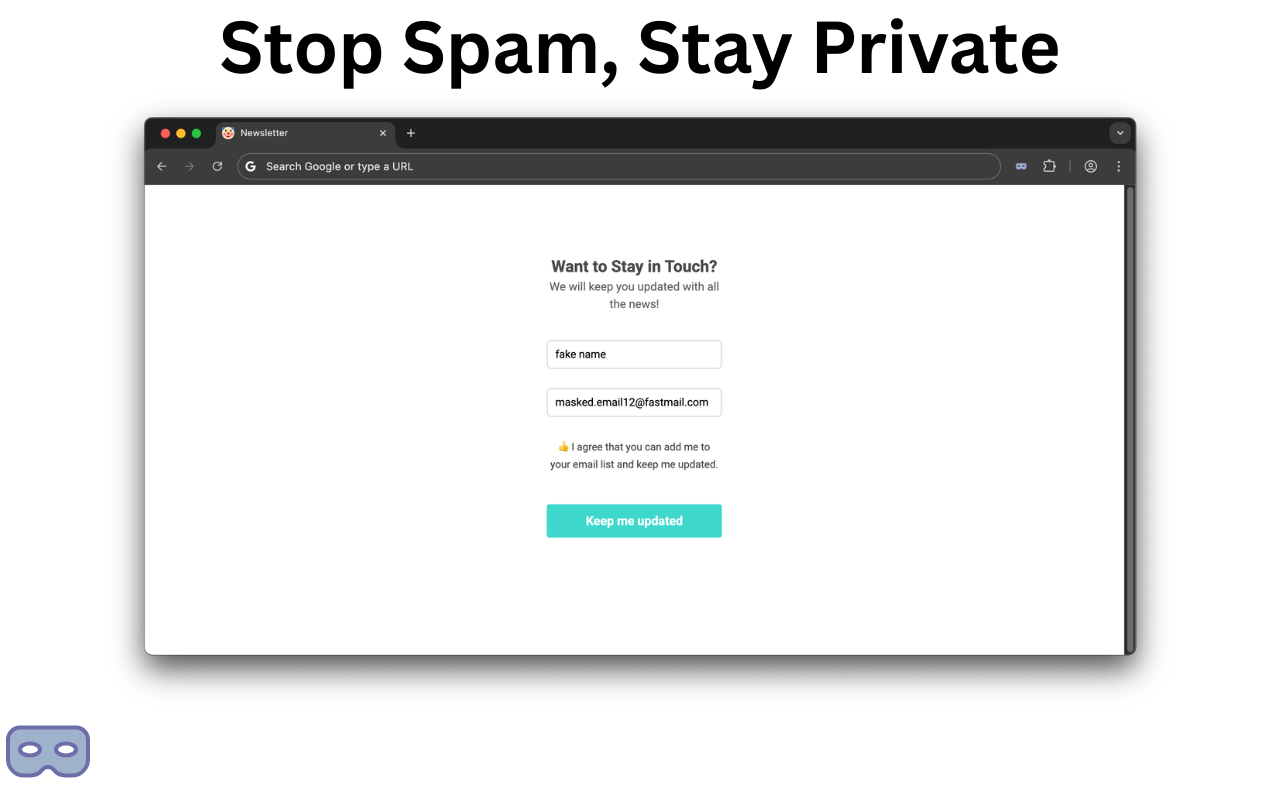 Stop Spam, Stay Private
Newsletter
Search Google or type a URL
Want to Stay in Touch?
We will keep you updated with all
the news!
fake name
masked.email12@fastmail.com
👍 I agree that you can add me to
your email list and keep me updated.
Keep me updated